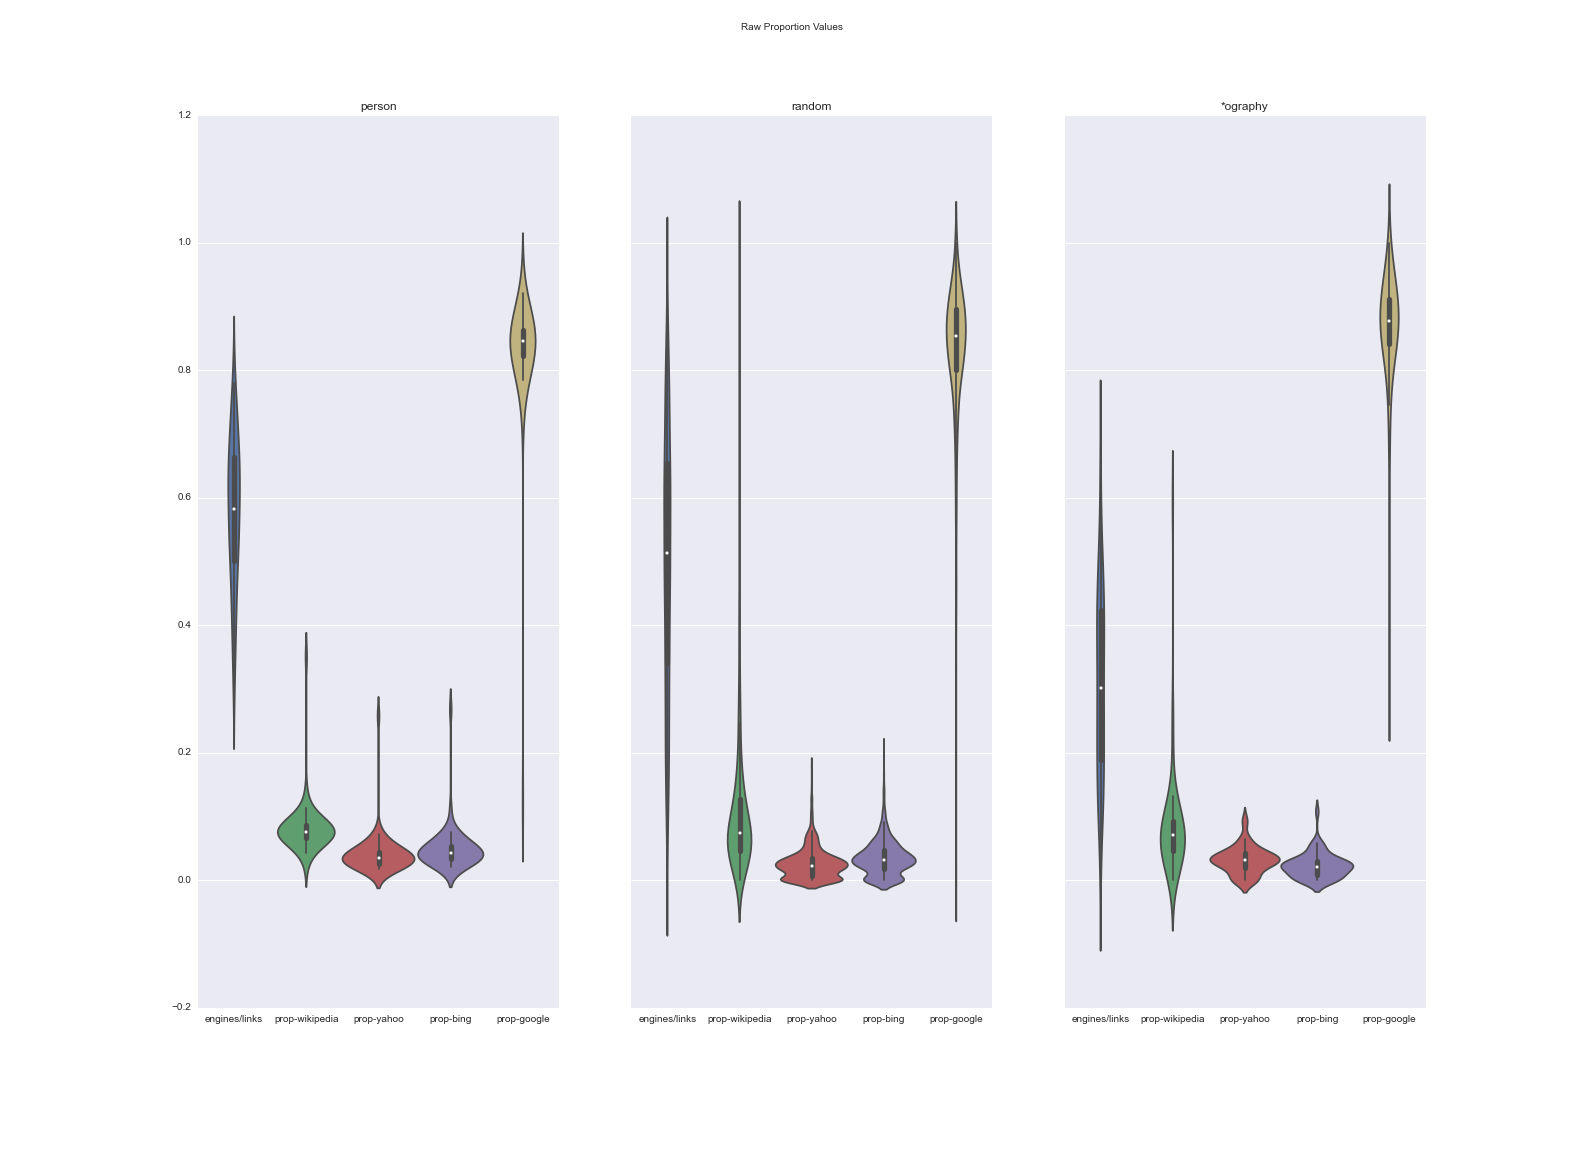 Raw Proportion Values
person
random
*ography
1.2
1.0
0.8
0.6
0.4
0.2
0.0
−0.2
engines/links prop-wikipedia prop-yahoo prop-bing prop-google
engines/links prop-wikipedia prop-yahoo prop-bing prop-google
engines/links prop-wikipedia prop-yahoo prop-bing prop-google